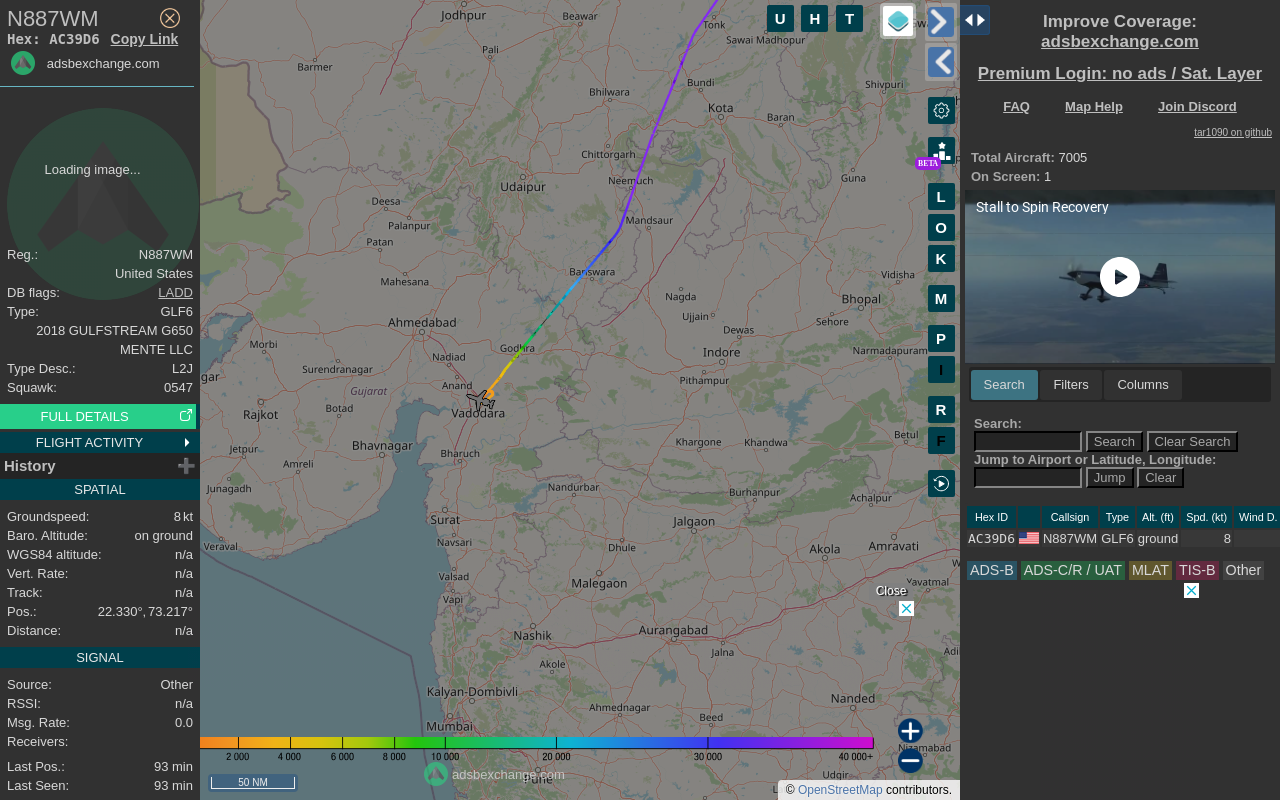 N887WM
Hex: AC39D6 Copy Link
adsbexchange.com
Loading image...
Reg.: N887WM
United States
DB flags: LADD
Type: GLF6
2018 GULFSTREAM G650
MENTE LLC
Type Desc.: L2J
Squawk: 0547
FULL DETAILS
FLIGHT ACTIVITY
History
SPATIAL
Groundspeed: 8 kt
Baro. Altitude: on ground
WGS84 altitude: n/a
Vert. Rate: n/a
Track: n/a
Pos.: 22.330°, 73.217°
Distance: n/a
SIGNAL
Source: Other
RSSI: n/a
Msg. Rate: 0.0
Receivers:
Last Pos.: 93 min
Last Seen: 93 min
Jodhpur
Beawar
Tonk
Sawai Madhopur
Pali
Barmer
Bundi
Shivpuri
Bhilwara
Kota
Baran
Chittorgarh
Udaipur
Neemuch
Guna
Deesa
Palanpur
Mandsaur
Patan
Banswara
Vidisha
Mahesana
Nagda
Bhopal
Ujjain
Sehore
Ahmedabad
Dewas
Morbi
Godhra
Indore
Narmadapuram
Nadiad
Surendranagar
Pithampur
Anand
Gujarat
Rajkot
Botad
Vadodara
Betul
Bhavnagar
Khargone
Khandwa
Jetpur
Bharuch
Amreli
Junagadh
Nandurbar
Burhanpur
Achalpur
Surat
Jalgaon
Navsari
Veraval
Dhule
Akola
Amravati
Valsad
Malegaon
Yavatmal
Vapi
Nashik
Aurangabad
Jalna
Akole
Kalyan-Dombivli
Nanded
Ahmednagar
Beed
Mumbai
Nizamabad
Pune
Udgir
U H T
L
O
K
M
P
I
R
F
BETA
Close
2 000 4 000 6 000 8 000 10 000 20 000 30 000 40 000+
adsbexchange.com
50 NM
© OpenStreetMap contributors.
Improve Coverage:
adsbexchange.com
Premium Login: no ads / Sat. Layer
FAQ Map Help Join Discord
tar1090 on github
Total Aircraft: 7005
On Screen: 1
Stall to Spin Recovery
Search Filters Columns
Search:
Search Clear Search
Jump to Airport or Latitude, Longitude:
Jump Clear
Hex ID Callsign Type Alt. (ft) Spd. (kt) Wind D.
AC39D6 N887WM GLF6 ground 8
ADS-B ADS-C/R / UAT MLAT TIS-B Other